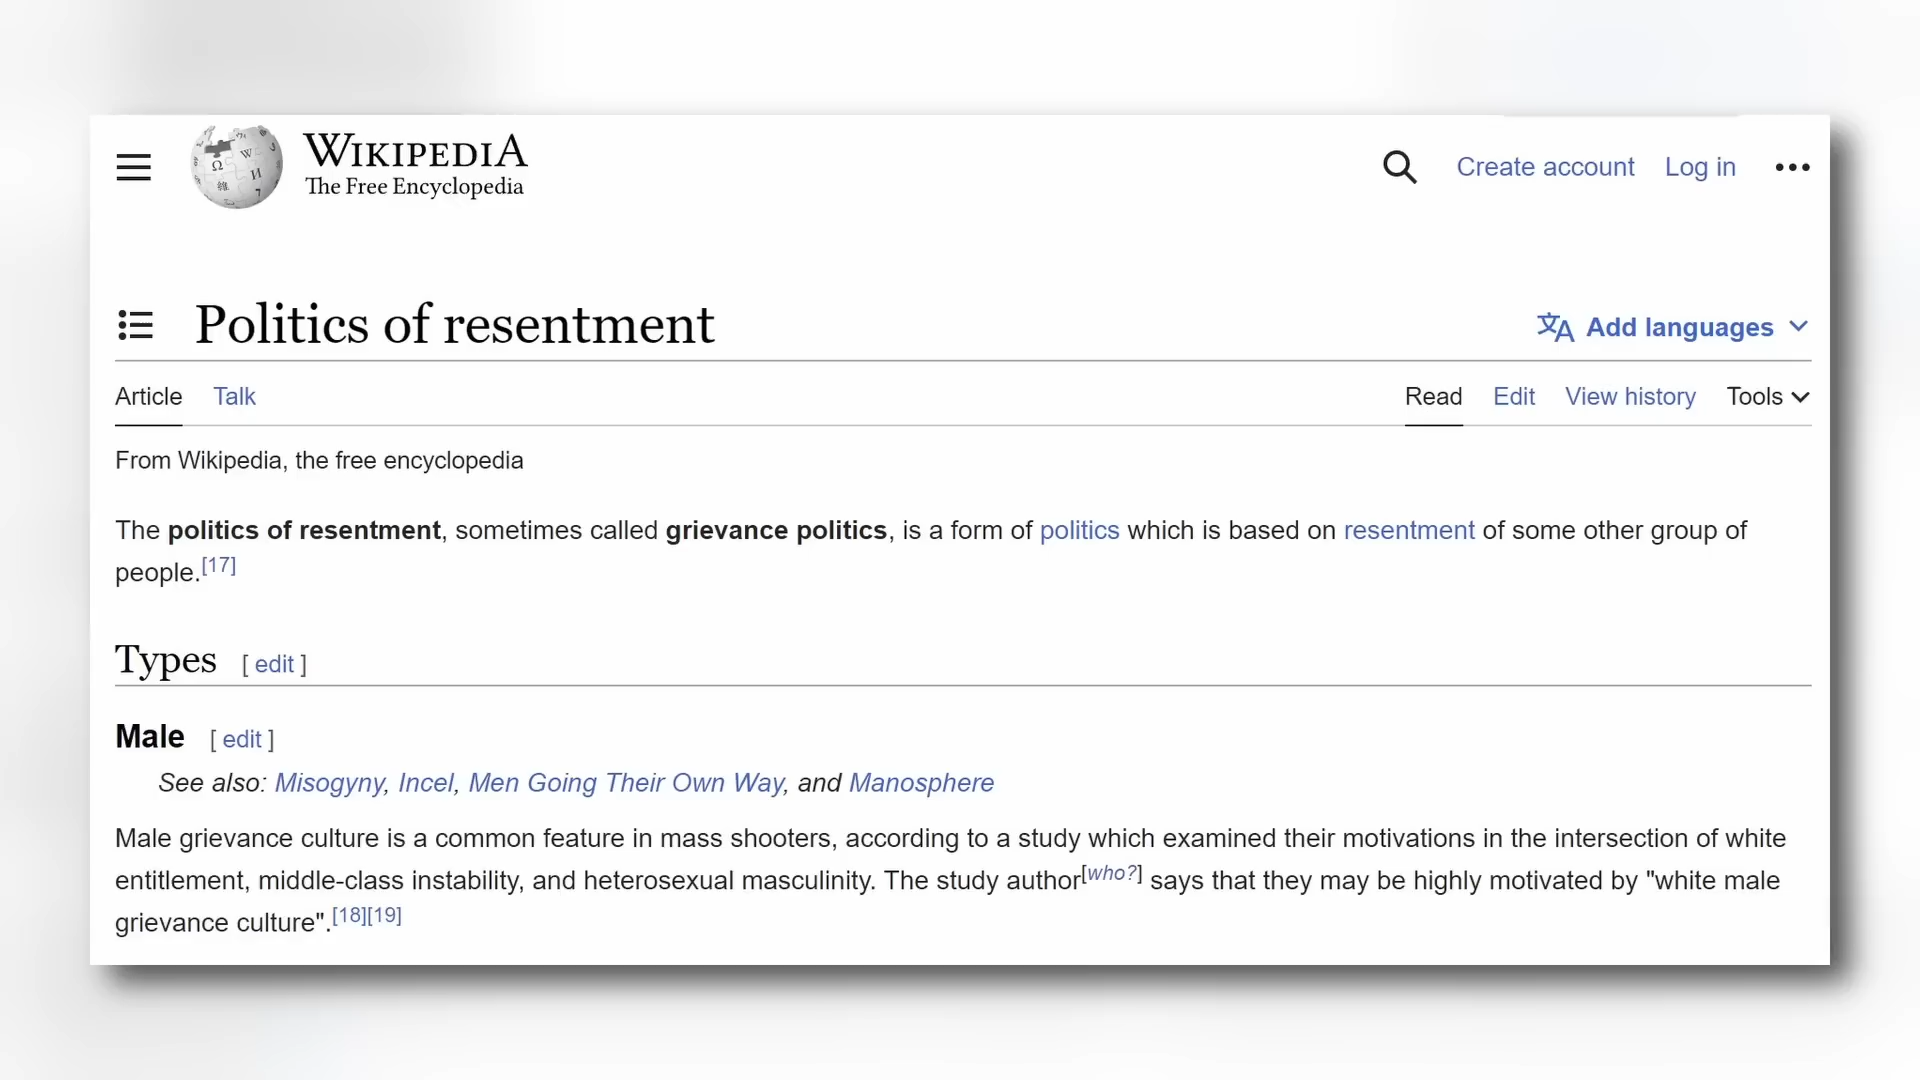 WIKIPEDIA
The Free Encyclopedia
Create account Log in
Politics of resentment
Add languages
Article Talk
Read Edit View history Tools
From Wikipedia, the free encyclopedia
The politics of resentment, sometimes called grievance politics, is a form of politics which is based on resentment of some other group of
people.[17]
Types [ edit ]
Male [ edit ]
See also: Misogyny, Incel, Men Going Their Own Way, and Manosphere
Male grievance culture is a common feature in mass shooters, according to a study which examined their motivations in the intersection of white
entitlement, middle-class instability, and heterosexual masculinity. The study author[who?] says that they may be highly motivated by "white male
grievance culture".[18][19]